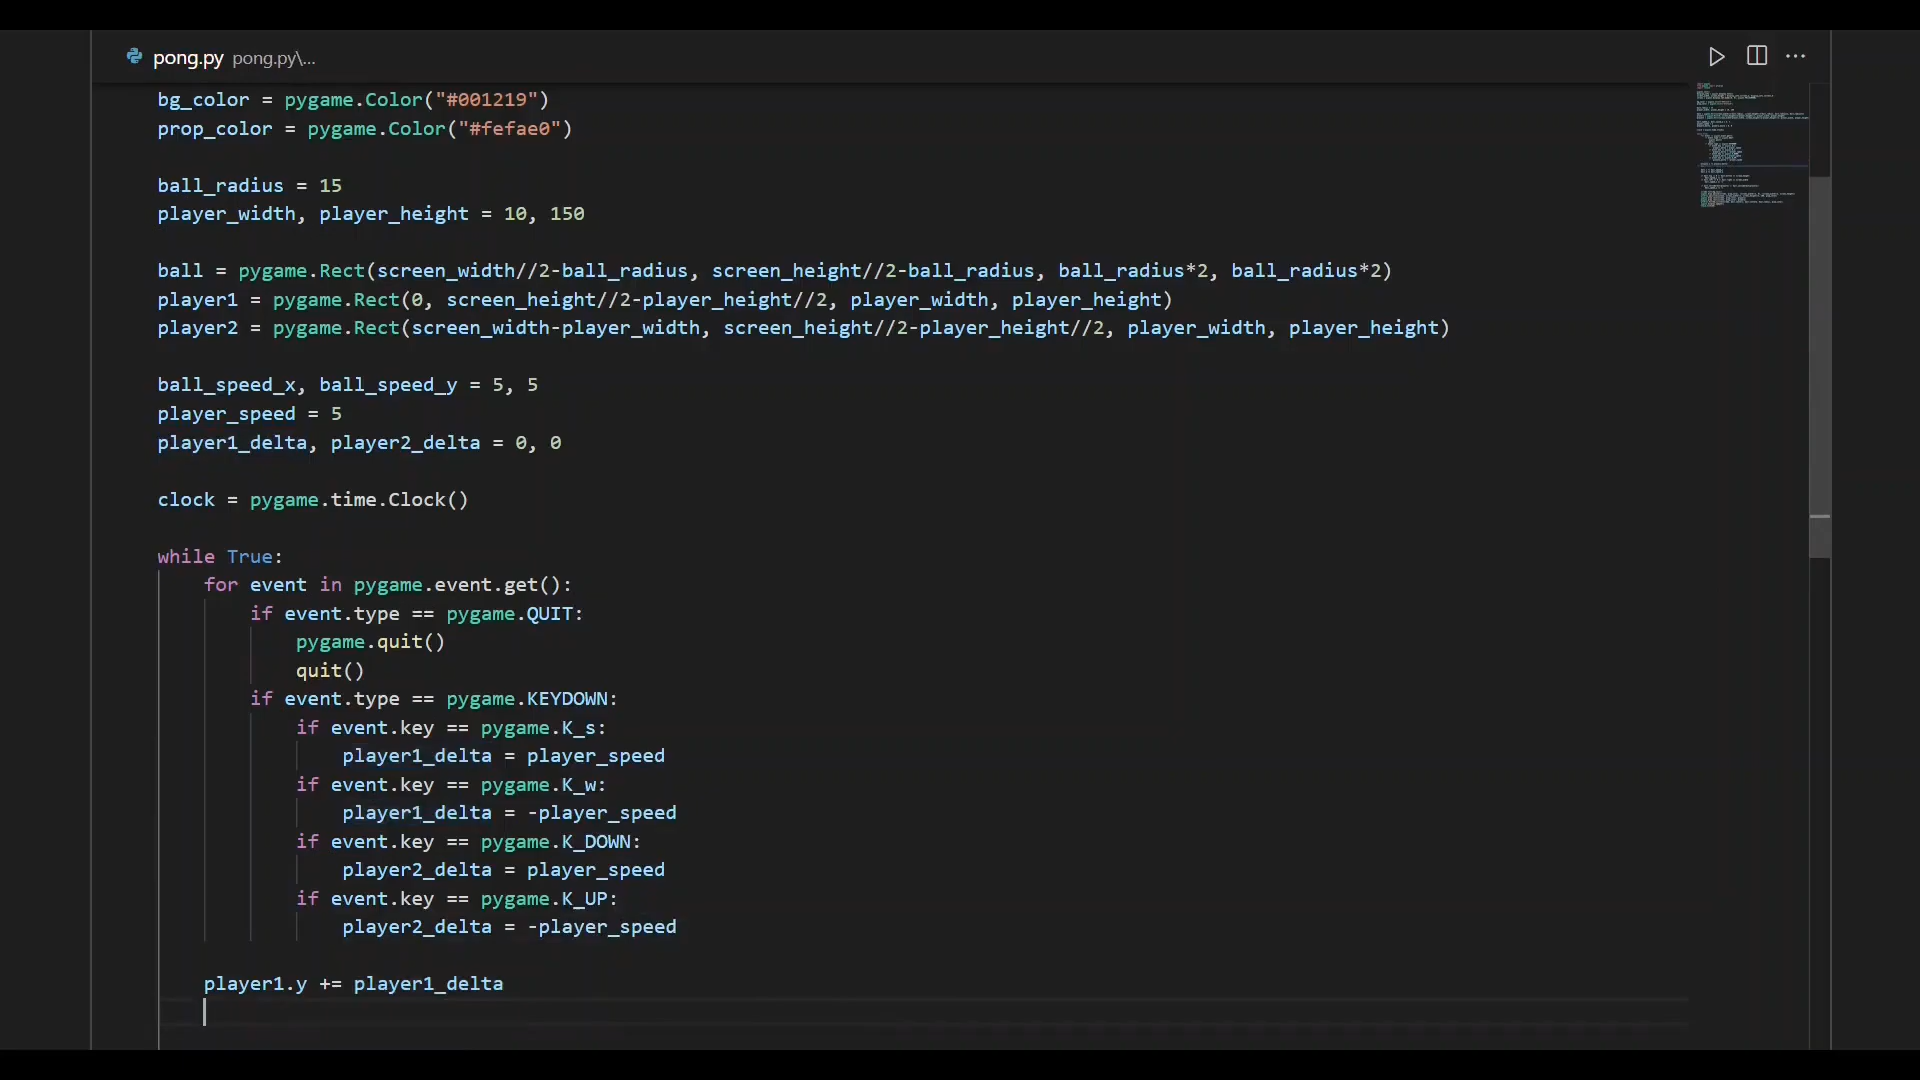 pong.py pong.py\...
bg_color = pygame.Color("#001219")
prop_color = pygame.Color("#fefae0")
ball_radius = 15
player_width, player_height = 10, 150
ball = pygame.Rect(screen_width//2-ball_radius, screen_height//2-ball_radius, ball_radius*2, ball_radius*2)
player1 = pygame.Rect(0, screen_height//2-player_height//2, player_width, player_height)
player2 = pygame.Rect(screen_width-player_width, screen_height//2-player_height//2, player_width, player_height)
ball_speed_x, ball_speed_y = 5, 5
player_speed = 5
player1_delta, player2_delta = 0, 0
clock = pygame.time.Clock()
while True:
    for event in pygame.event.get():
        if event.type == pygame.QUIT:
            pygame.quit()
            quit()
        if event.type == pygame.KEYDOWN:
            if event.key == pygame.K_s:
                player1_delta = player_speed
            if event.key == pygame.K_w:
                player1_delta = -player_speed
            if event.key == pygame.K_DOWN:
                player2_delta = player_speed
            if event.key == pygame.K_UP:
                player2_delta = -player_speed
    player1.y += player1_delta